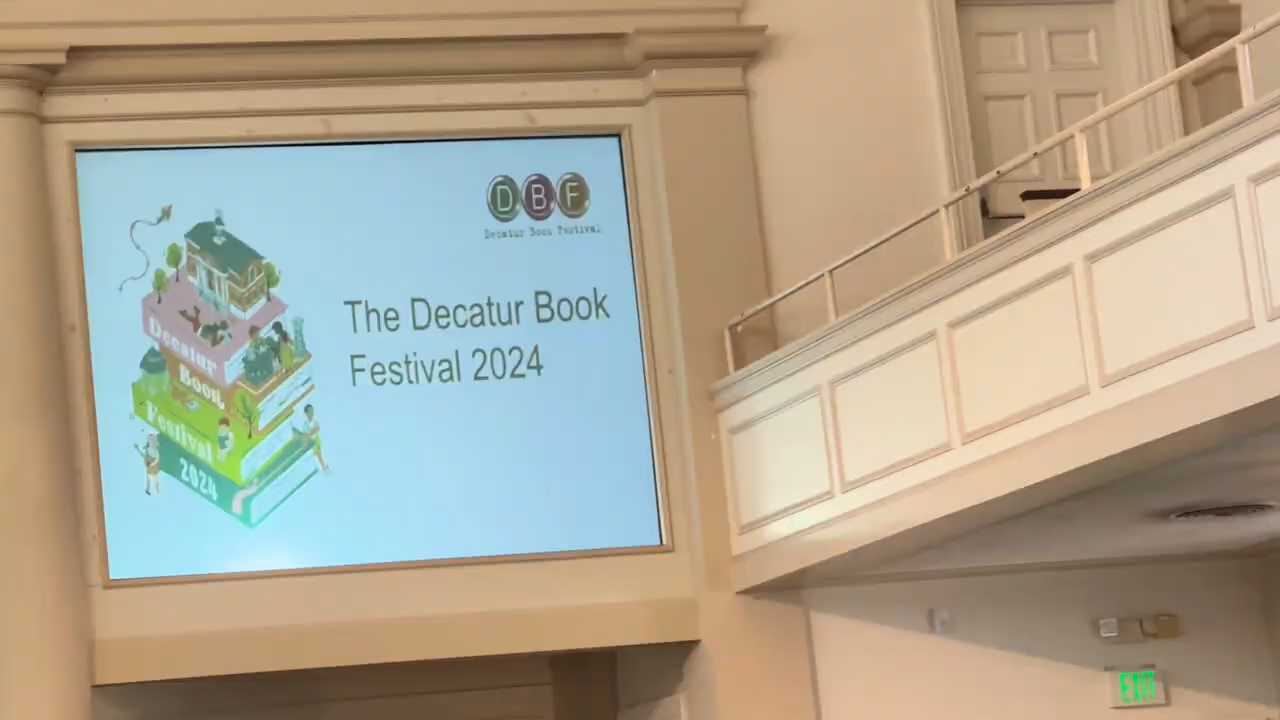 DBF
Decatur Book Festival
The Decatur Book
Festival 2024
Decatur
Book
Festival
2024
EXIT